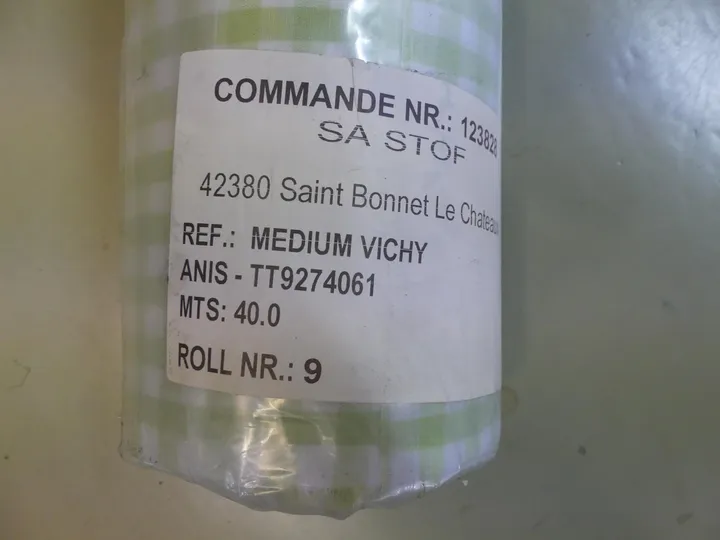 COMMANDE NR.: 123828
SA STOF
42380 Saint Bonnet Le Chateau
REF.: MEDIUM VICHY
ANIS - TT9274061
MTS: 40.0
ROLL NR.: 9